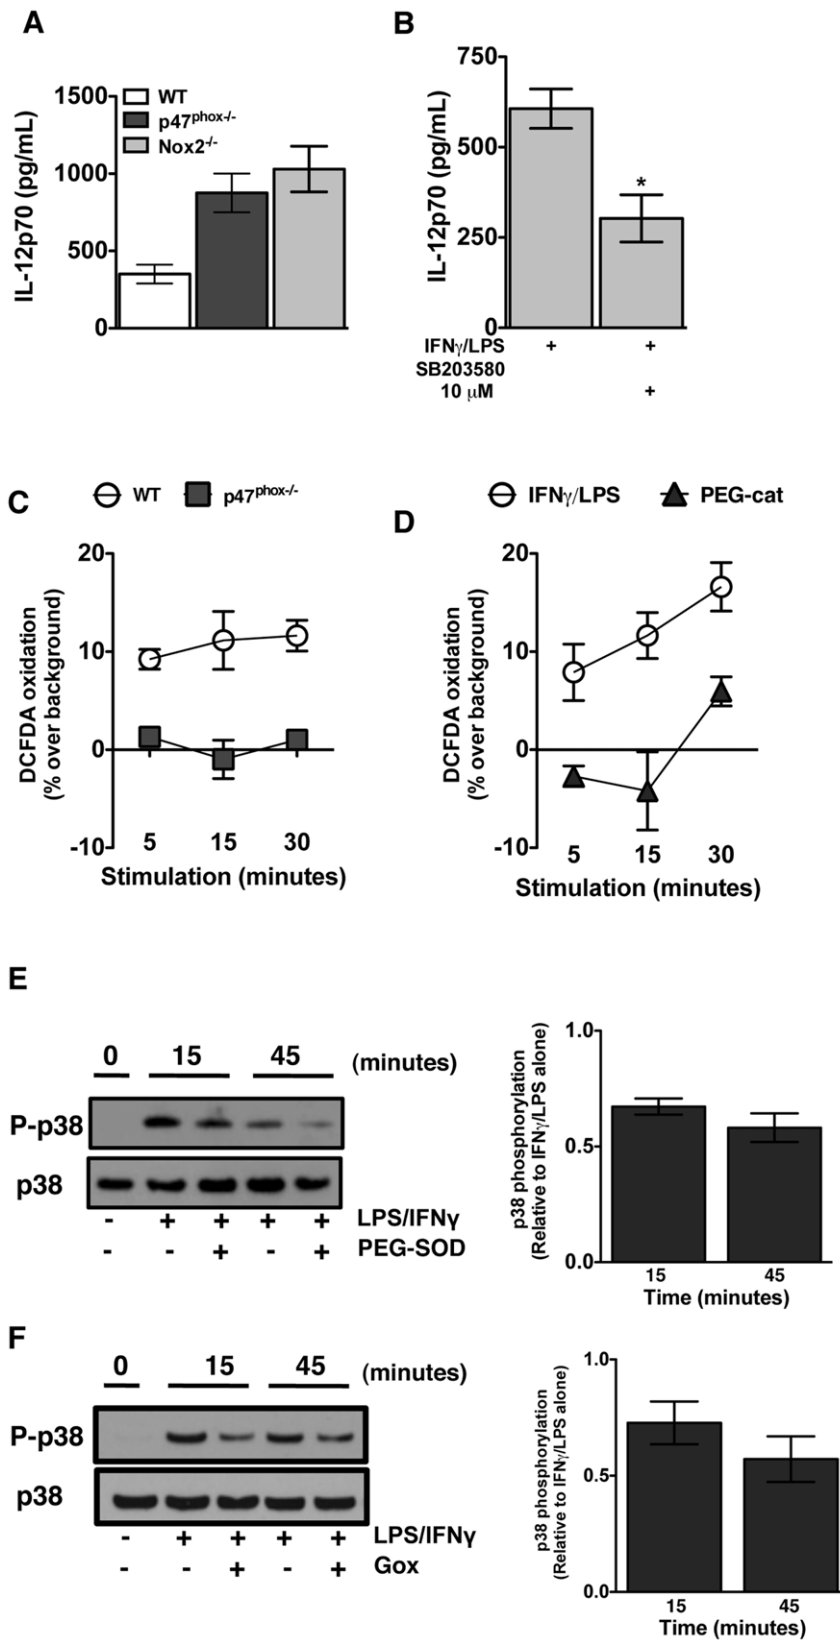 A
IL-12p70 (pg/mL)
1500
1000
500
0
WT
p47phox-/-
Nox2-/-
B
IL-12p70 (pg/mL)
750
500
250
0
*
IFNγ/LPS + +
SB203580
10 μM +
C
WT p47phox-/-
DCFDA oxidation
(% over background)
20
10
0
-10
5 15 30
Stimulation (minutes)
D
IFNγ/LPS PEG-cat
DCFDA oxidation
(% over background)
20
10
0
-10
5 15 30
Stimulation (minutes)
E
0 15 45 (minutes)
P-p38
p38
- + + + + LPS/IFNγ
- - + - + PEG-SOD
p38 phosphorylation
(Relative to IFNγ/LPS alone)
1.0
0.5
0.0
15 45
Time (minutes)
F
0 15 45 (minutes)
P-p38
p38
- + + + + LPS/IFNγ
- - + - + Gox
p38 phosphorylation
(Relative to IFNγ/LPS alone)
1.0
0.5
0.0
15 45
Time (minutes)